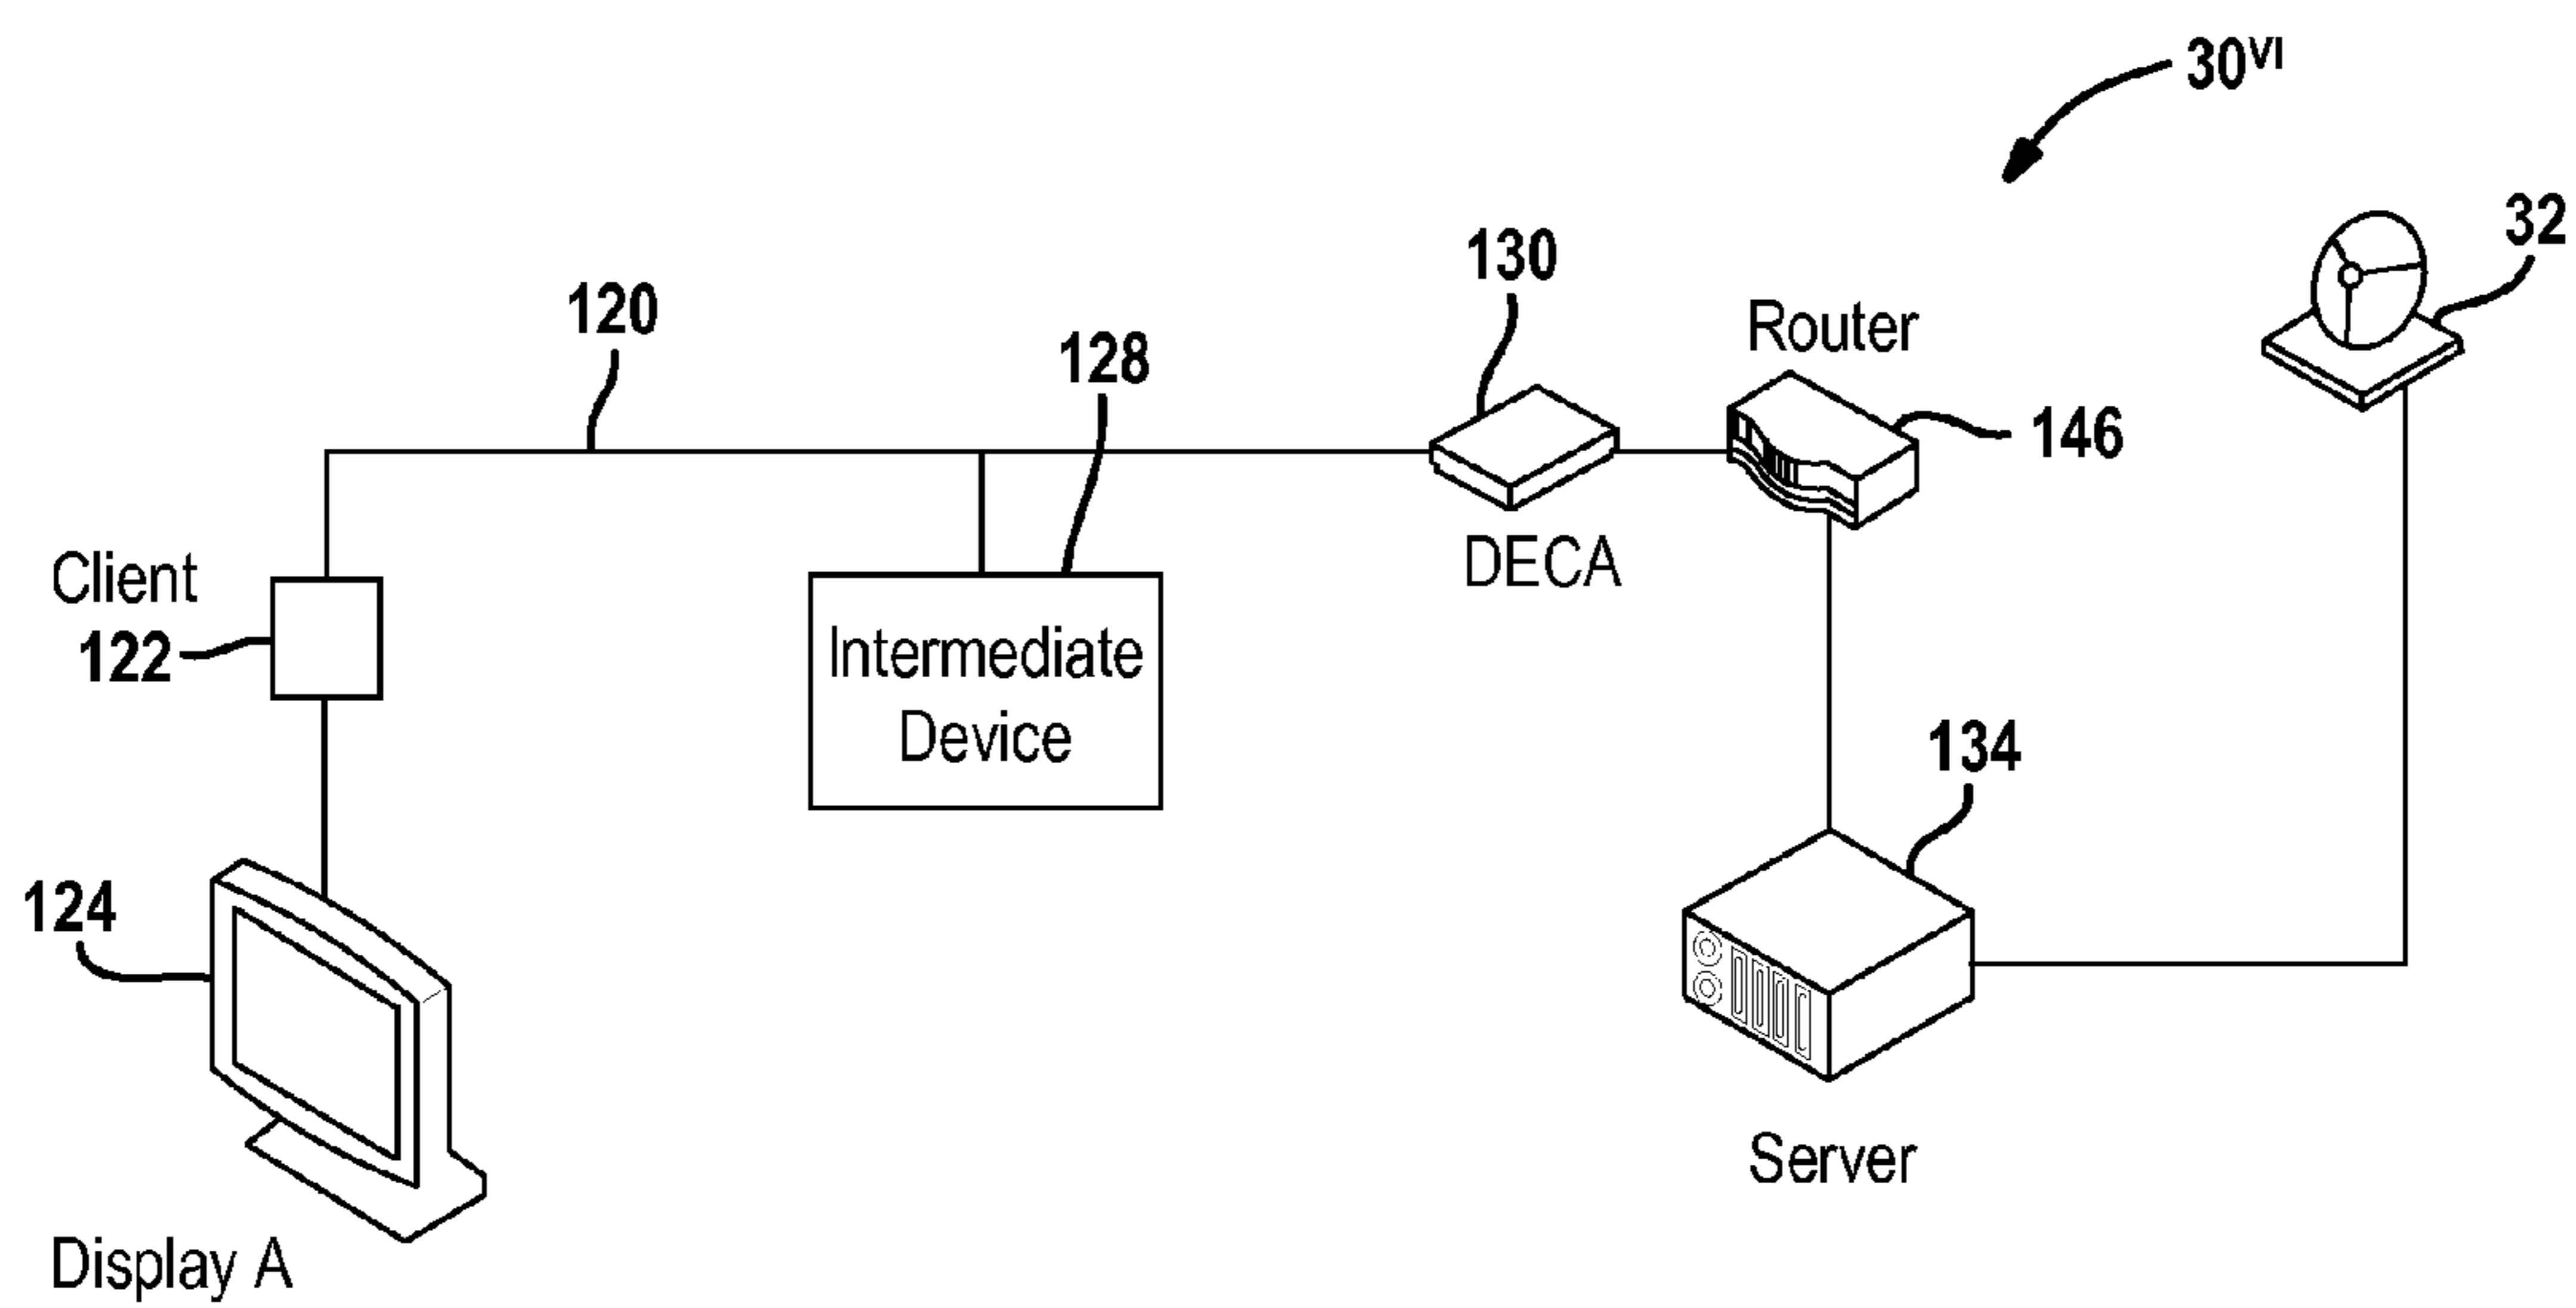 30VI
32
130
120
Router
128
146
DECA
Client
122
Intermediate
Device
134
124
Server
Display A